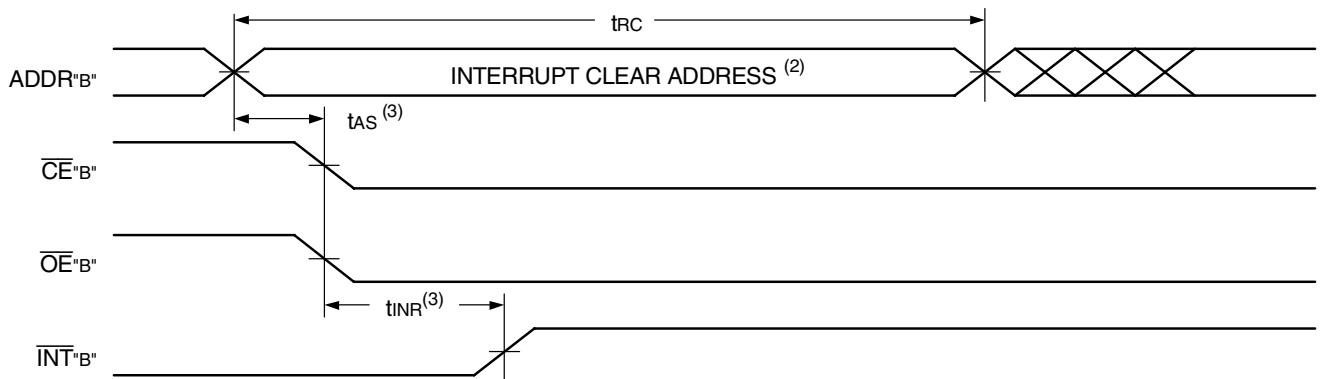 tRC
ADDR"B"
INTERRUPT CLEAR ADDRESS (2)
tAS (3)
CE"B"
OE"B"
tINR(3)
INT"B"